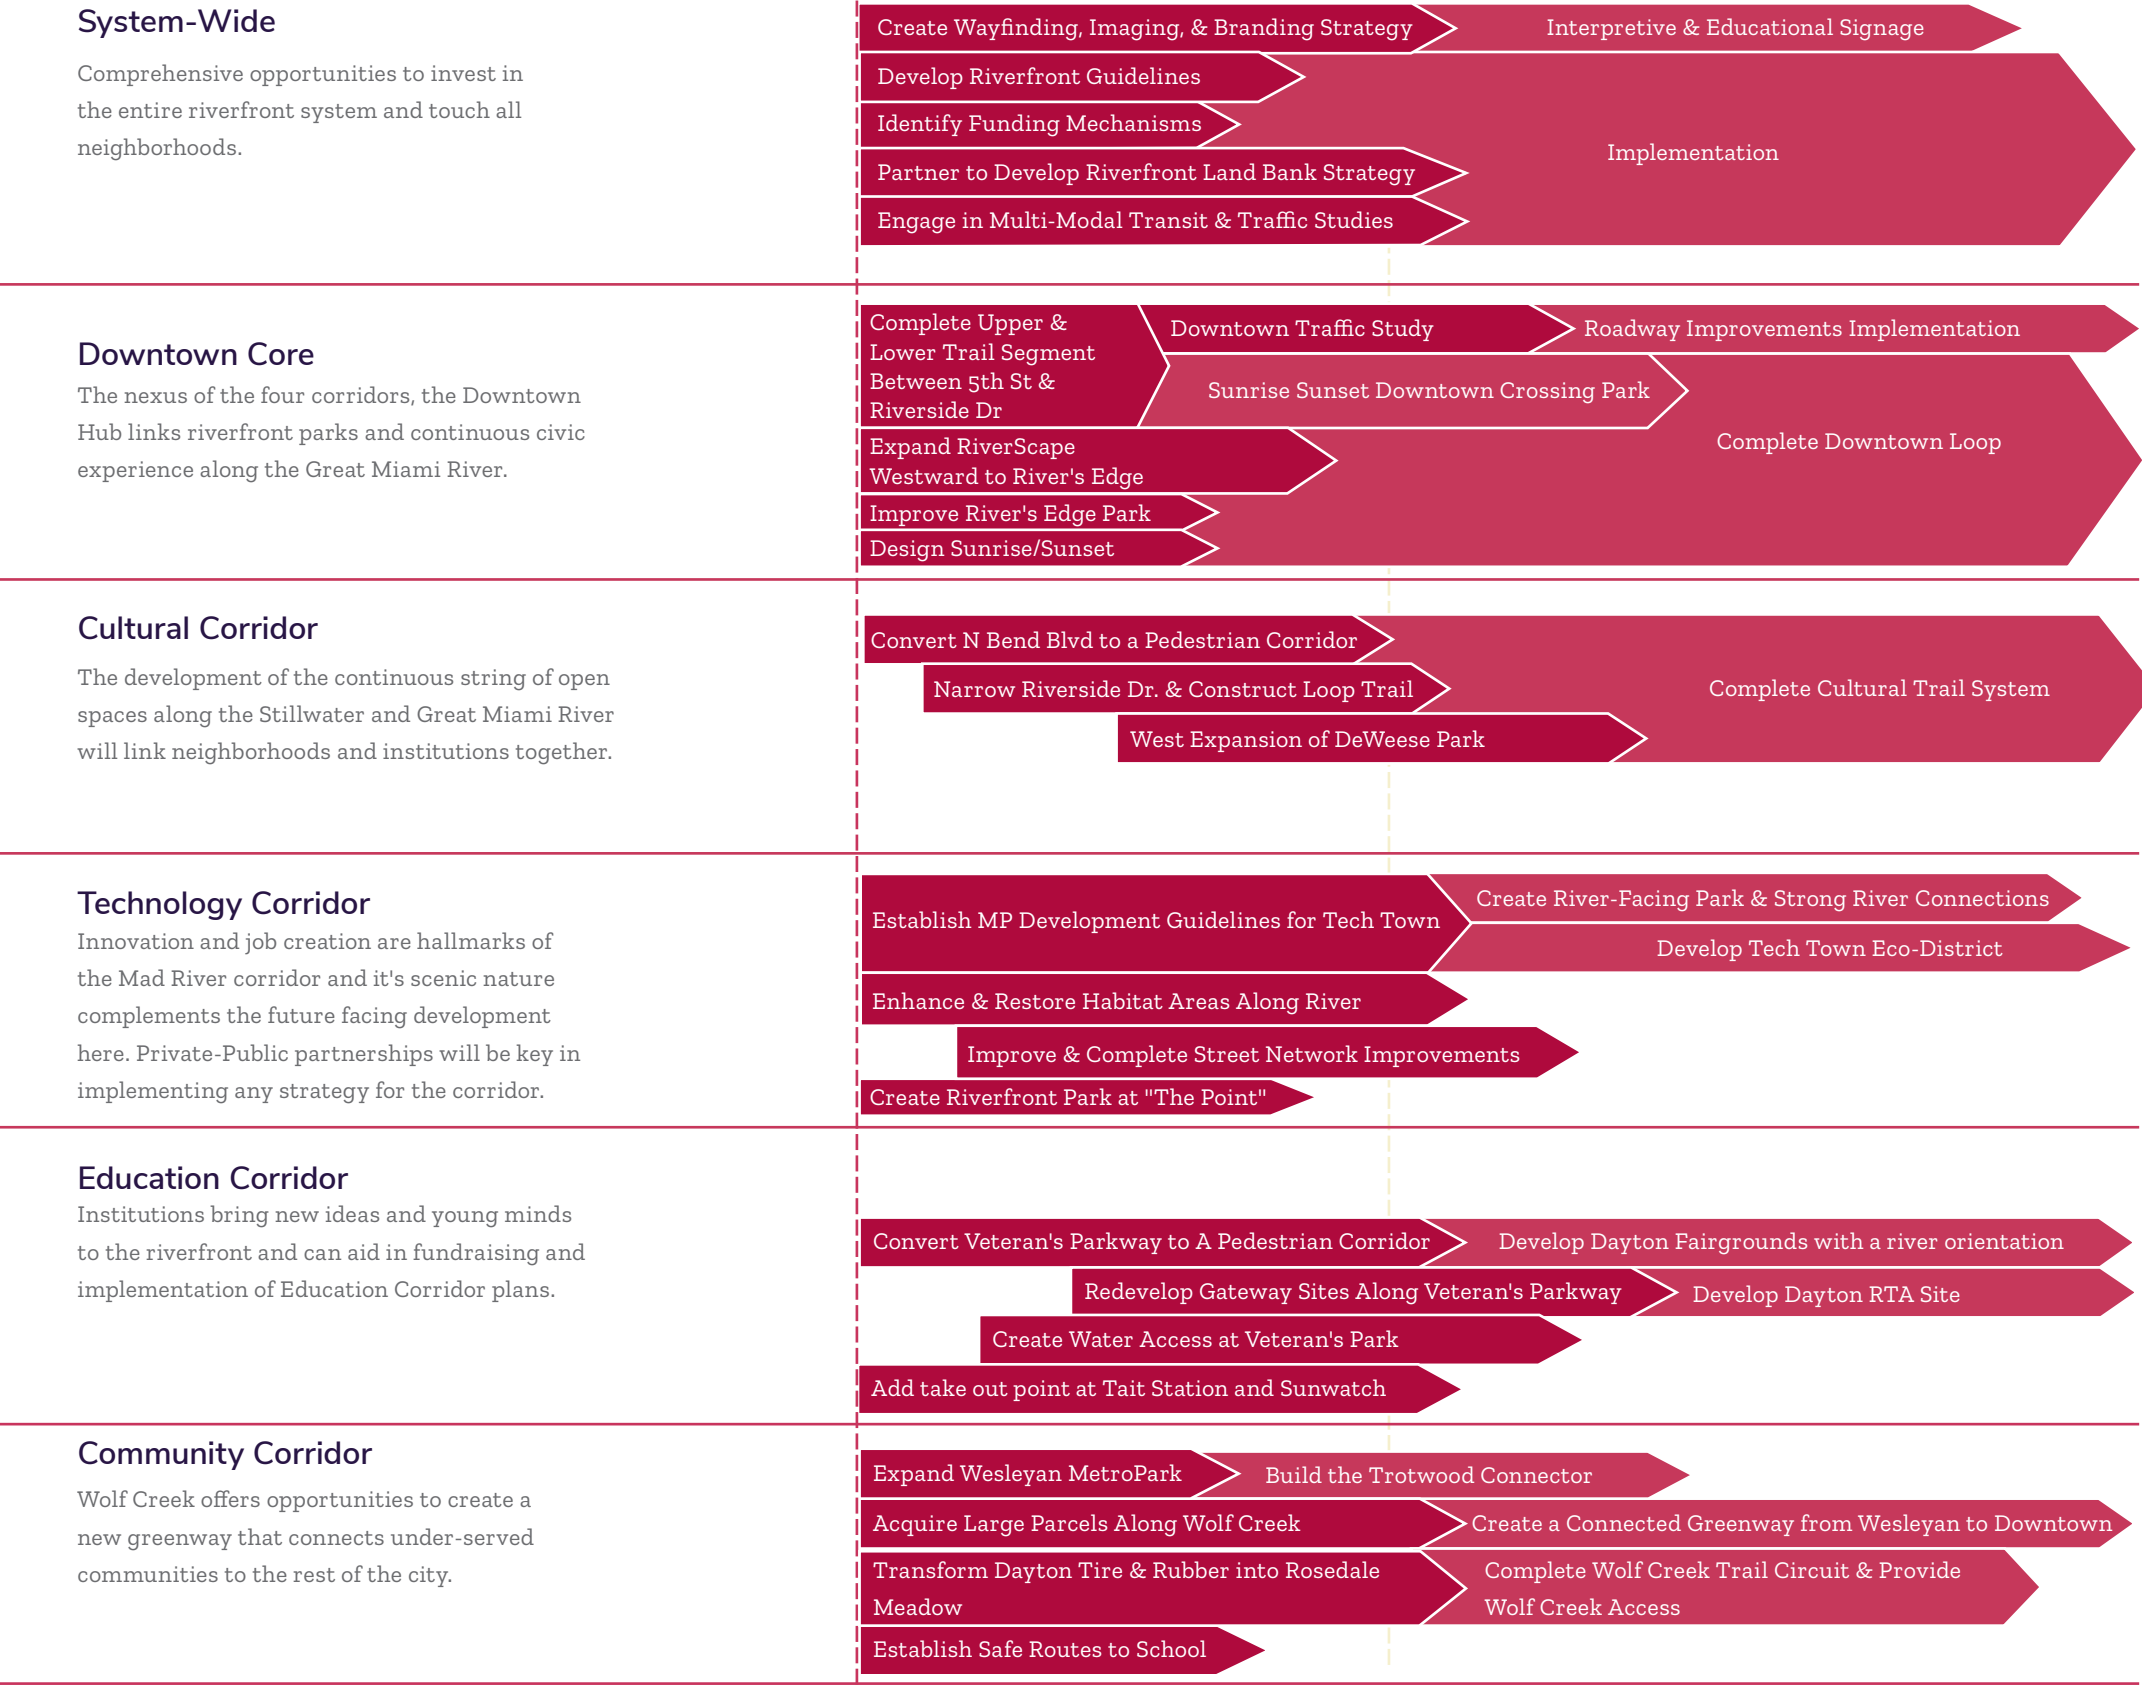 System-Wide
Comprehensive opportunities to invest in
the entire riverfront system and touch all
neighborhoods.
Create Wayfinding, Imaging, & Branding Strategy
Interpretive & Educational Signage
Develop Riverfront Guidelines
Identify Funding Mechanisms
Implementation
Partner to Develop Riverfront Land Bank Strategy
Engage in Multi-Modal Transit & Traffic Studies
Downtown Core
The nexus of the four corridors, the Downtown
Hub links riverfront parks and continuous civic
experience along the Great Miami River.
Complete Upper &
Lower Trail Segment
Between 5th St &
Riverside Dr
Downtown Traffic Study
Roadway Improvements Implementation
Sunrise Sunset Downtown Crossing Park
Complete Downtown Loop
Expand RiverScape
Westward to River's Edge
Improve River's Edge Park
Design Sunrise/Sunset
Cultural Corridor
The development of the continuous string of open
spaces along the Stillwater and Great Miami River
will link neighborhoods and institutions together.
Convert N Bend Blvd to a Pedestrian Corridor
Narrow Riverside Dr. & Construct Loop Trail
Complete Cultural Trail System
West Expansion of DeWeese Park
Technology Corridor
Innovation and job creation are hallmarks of
the Mad River corridor and it's scenic nature
complements the future facing development
here. Private-Public partnerships will be key in
implementing any strategy for the corridor.
Establish MP Development Guidelines for Tech Town
Create River-Facing Park & Strong River Connections
Develop Tech Town Eco-District
Enhance & Restore Habitat Areas Along River
Improve & Complete Street Network Improvements
Create Riverfront Park at "The Point"
Education Corridor
Institutions bring new ideas and young minds
to the riverfront and can aid in fundraising and
implementation of Education Corridor plans.
Convert Veteran's Parkway to A Pedestrian Corridor
Develop Dayton Fairgrounds with a river orientation
Redevelop Gateway Sites Along Veteran's Parkway
Develop Dayton RTA Site
Create Water Access at Veteran's Park
Add take out point at Tait Station and Sunwatch
Community Corridor
Wolf Creek offers opportunities to create a
new greenway that connects under-served
communities to the rest of the city.
Expand Wesleyan MetroPark
Build the Trotwood Connector
Acquire Large Parcels Along Wolf Creek
Create a Connected Greenway from Wesleyan to Downtown
Transform Dayton Tire & Rubber into Rosedale
Meadow
Complete Wolf Creek Trail Circuit & Provide
Wolf Creek Access
Establish Safe Routes to School